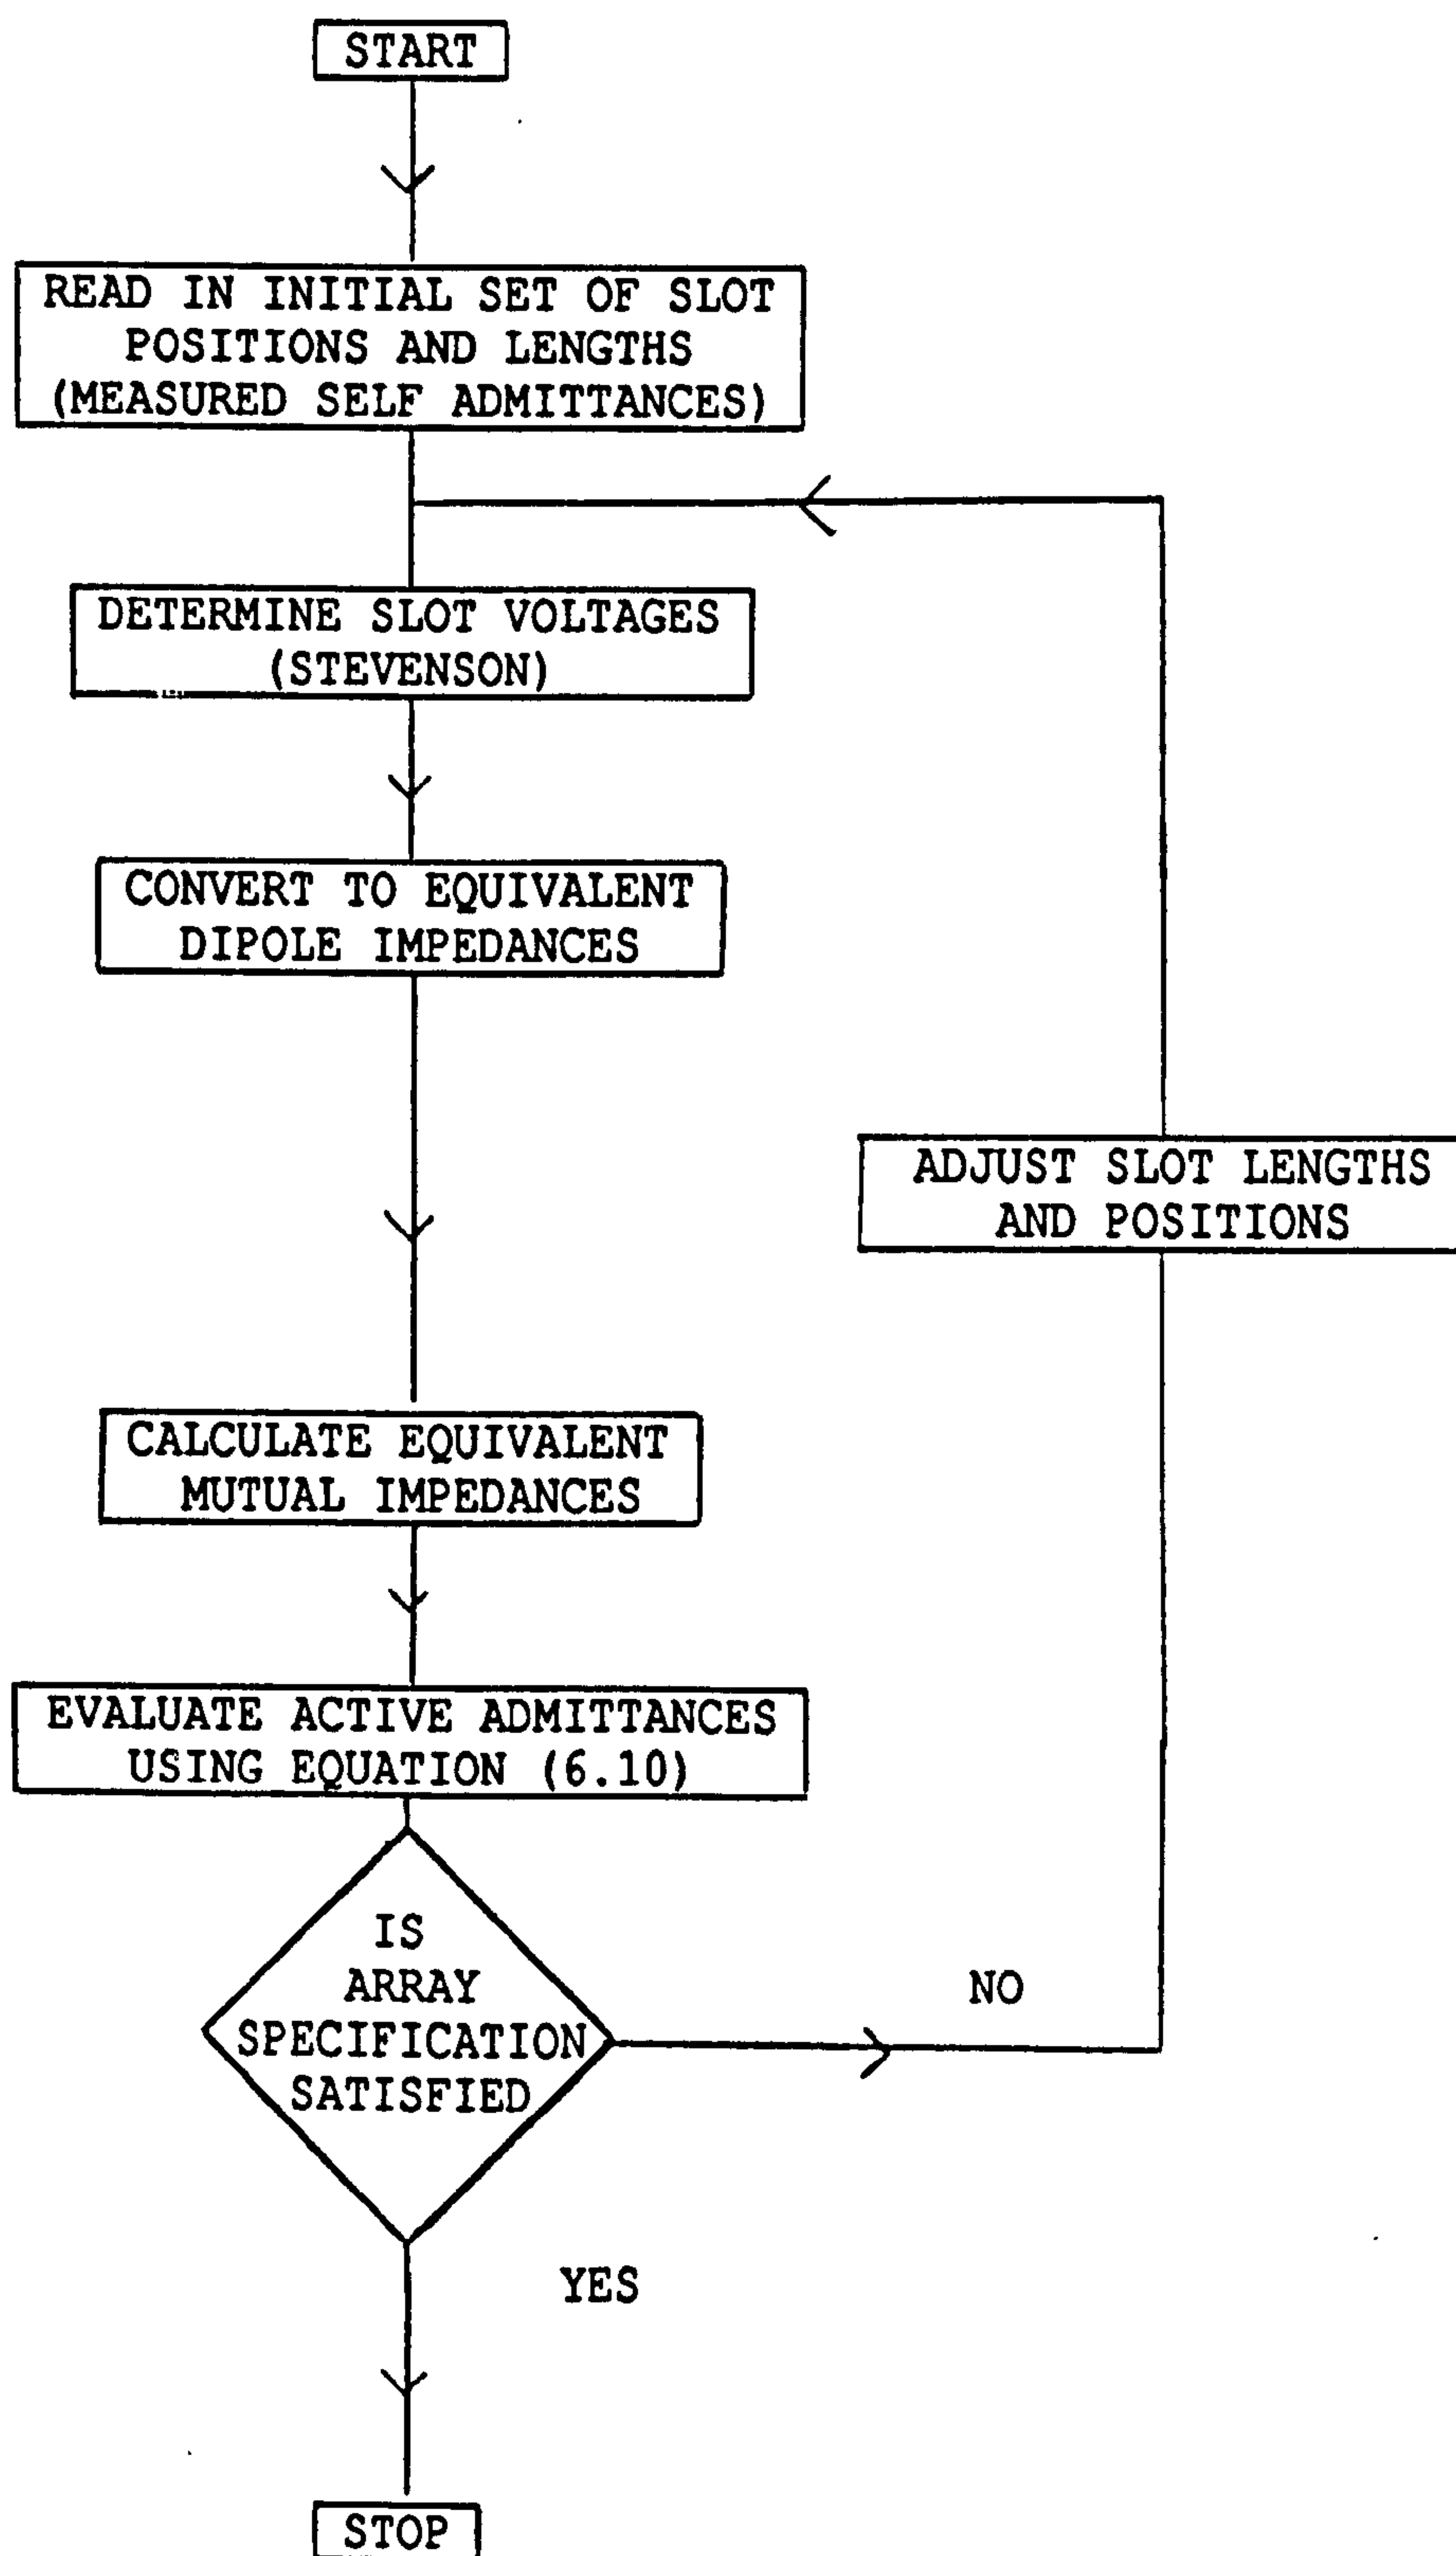 START
READ IN INITIAL SET OF SLOT
POSITIONS AND LENGTHS
(MEASURED SELF ADMITTANCES)
DETERMINE SLOT VOLTAGES
(STEVENSON)
CONVERT TO EQUIVALENT
DIPOLE IMPEDANCES
ADJUST SLOT LENGTHS
AND POSITIONS
CALCULATE EQUIVALENT
MUTUAL IMPEDANCES
EVALUATE ACTIVE ADMITTANCES
USING EQUATION (6.10)
IS
ARRAY
SPECIFICATION
SATISFIED
NO
YES
STOP